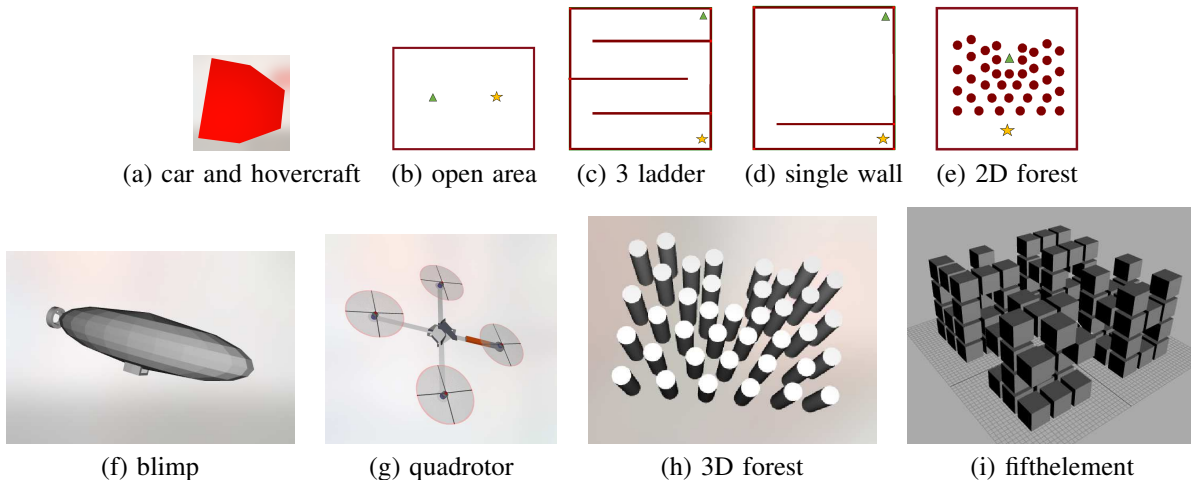 (a) car and hovercraft
(b) open area
(c) 3 ladder
(d) single wall
(e) 2D forest
(f) blimp
(g) quadrotor
(h) 3D forest
(i) fifthelement